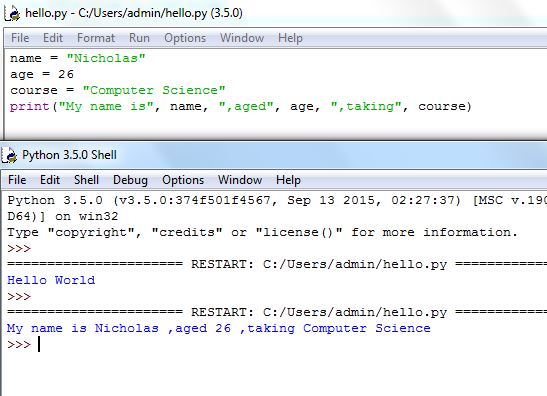 hello.py - C:/Users/admin/hello.py (3.5.0)
File Edit Format Run Options Window Help
name = "Nicholas"
age = 26
course = "Computer Science"
print("My name is", name, ",aged", age, ",taking", course)
Python 3.5.0 Shell
File Edit Shell Debug Options Window Help
Python 3.5.0 (v3.5.0:374f501f4567, Sep 13 2015, 02:27:37) [MSC v.190
D64)] on win32
Type "copyright", "credits" or "license()" for more information.
>>>
====================== RESTART: C:/Users/admin/hello.py ============
Hello World
>>>
====================== RESTART: C:/Users/admin/hello.py ============
My name is Nicholas ,aged 26 ,taking Computer Science
>>>